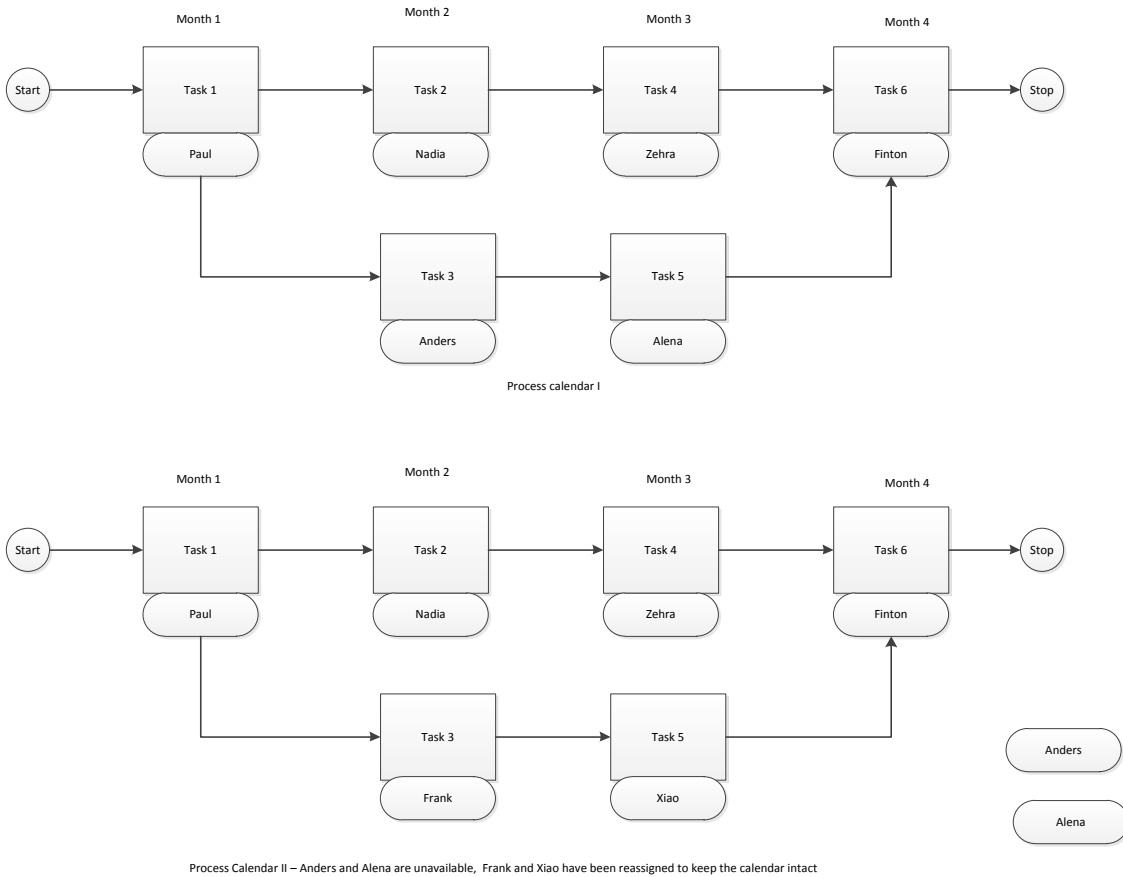 Month 1
Month 2
Month 3
Month 4
Start
Task 1
Task 2
Task 4
Task 6
Stop
Paul
Nadia
Zehra
Finton
Task 3
Task 5
Anders
Alena
Process calendar I
Month 1
Month 2
Month 3
Month 4
Start
Task 1
Task 2
Task 4
Task 6
Stop
Paul
Nadia
Zehra
Finton
Task 3
Task 5
Anders
Frank
Xiao
Alena
Process Calendar II – Anders and Alena are unavailable, Frank and Xiao have been reassigned to keep the calendar intact